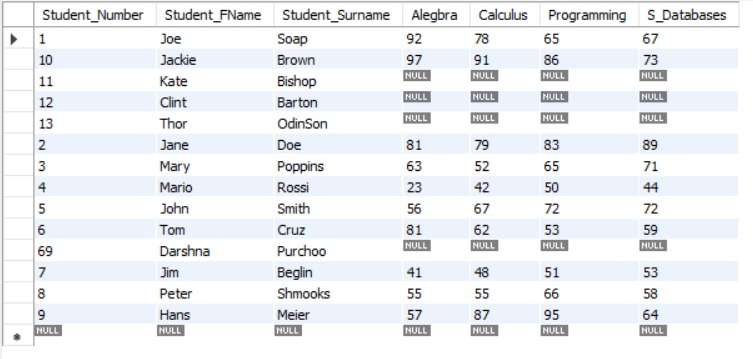 Student_Number Student_FName Student_Surname Alegbra Calculus Programming S_Databases
1 Joe Soap 92 78 65 67
10 Jackie Brown 97 91 86 73
11 Kate Bishop NULL NULL NULL NULL
12 Clint Barton NULL NULL NULL NULL
13 Thor OdinSon NULL NULL NULL NULL
2 Jane Doe 81 79 83 89
3 Mary Poppins 63 52 65 71
4 Mario Rossi 23 42 50 44
5 John Smith 56 67 72 72
6 Tom Cruz 81 62 53 59
69 Darshna Purchoo NULL NULL NULL NULL
7 Jim Beglin 41 48 51 53
8 Peter Shmooks 55 55 66 58
9 Hans Meier 57 87 95 64
NULL NULL NULL NULL NULL NULL NULL